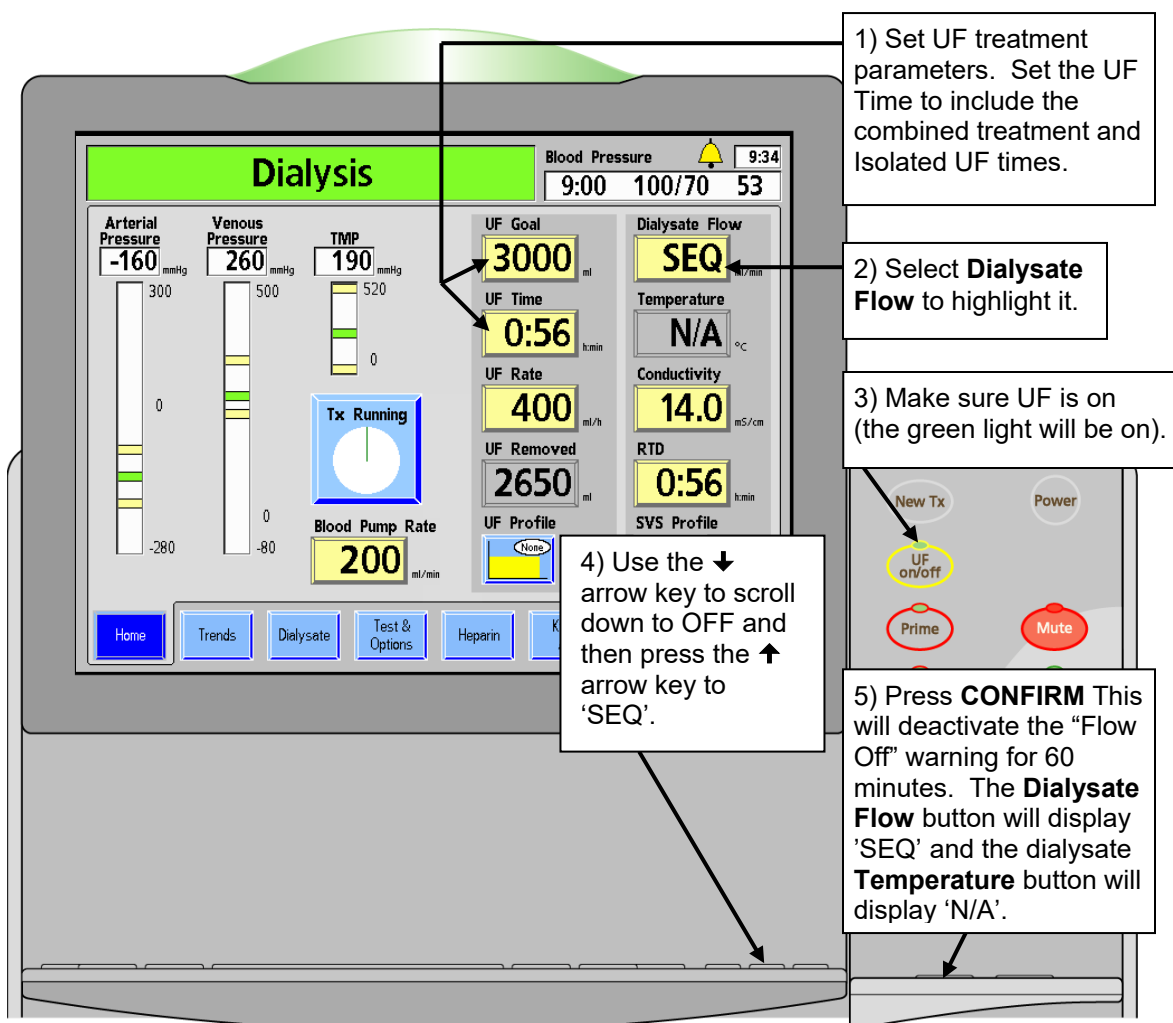 1) Set UF treatment
parameters. Set the UF
Time to include the
combined treatment and
Isolated UF times.
Dialysis
Blood Pressure
9:34
9:00 100/70 53
Arterial
Pressure
-160 mmHg
300
0
-280
Venous
Pressure
260 mmHg
500
0
-80
TMP
190 mmHg
520
0
Tx Running
Blood Pump Rate
200 ml/min
UF Goal
3000 ml
UF Time
0:56 h:min
UF Rate
400 ml/h
UF Removed
2650 ml
UF Profile
None
Dialysate Flow
SEQ ml/min
Temperature
N/A °C
Conductivity
14.0 mS/cm
RTD
0:56 h:min
SVS Profile
2) Select Dialysate
Flow to highlight it.
3) Make sure UF is on
(the green light will be on).
New Tx
Power
UF
on/off
Prime
Mute
4) Use the ↓
arrow key to scroll
down to OFF and
then press the ↑
arrow key to
‘SEQ’.
Home
Trends
Dialysate
Test &
Options
Heparin
K
5) Press CONFIRM This
will deactivate the “Flow
Off” warning for 60
minutes. The Dialysate
Flow button will display
’SEQ’ and the dialysate
Temperature button will
display ‘N/A’.